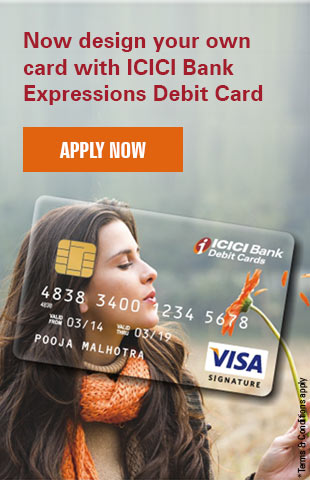 Now design your own
card with ICICI Bank
Expressions Debit Card
APPLY NOW
i ICICI Bank
Debit Cards
4838 3400 1234 5678
4838
VALID FROM 03/14 VALID THRU 03/19
POOJA MALHOTRA
VISA
SIGNATURE
*Terms & Conditions apply